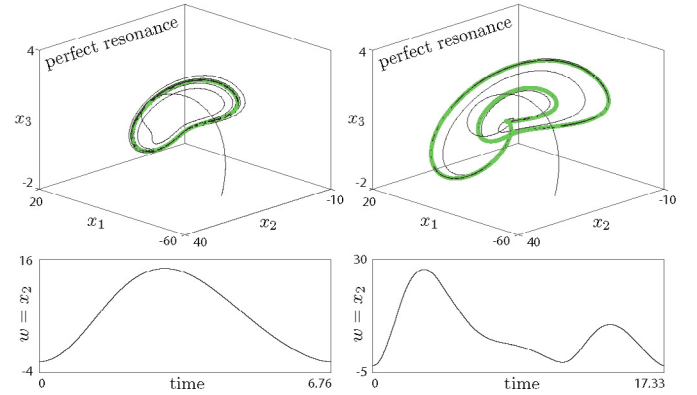 perfect resonance
4
x₃
-2
20
x₁
-60
40
x₂
-10
perfect resonance
4
x₃
-2
20
x₁
-60
40
x₂
-10
16
w = x₂
-4
0
time
6.76
30
w = x₂
-5
0
time
17.33